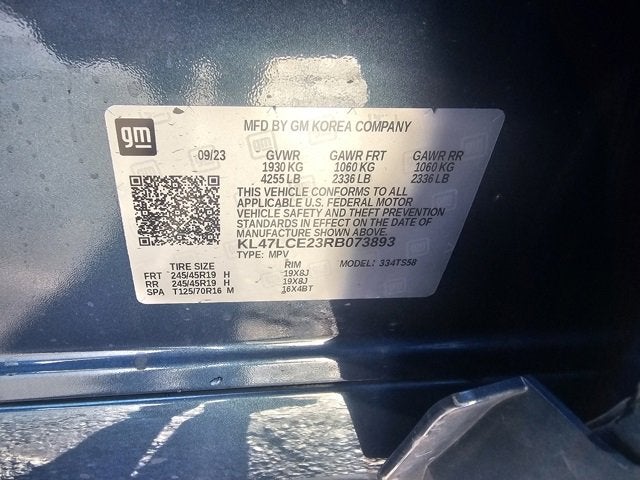 gm
MFD BY GM KOREA COMPANY
09/23 GVWR GAWR FRT GAWR RR
1930 KG 1060 KG 1060 KG
4255 LB 2336 LB 2336 LB
THIS VEHICLE CONFORMS TO ALL
APPLICABLE U.S. FEDERAL MOTOR
VEHICLE SAFETY AND THEFT PREVENTION
STANDARDS IN EFFECT ON THE DATE OF
MANUFACTURE SHOWN ABOVE.
KL47LCE23RB073893
TYPE: MPV MODEL: 334TS58
TIRE SIZE RIM
FRT 245/45R19 H 19X8J
RR 245/45R19 H 19X8J
SPA T125/70R16 M 16X4BT